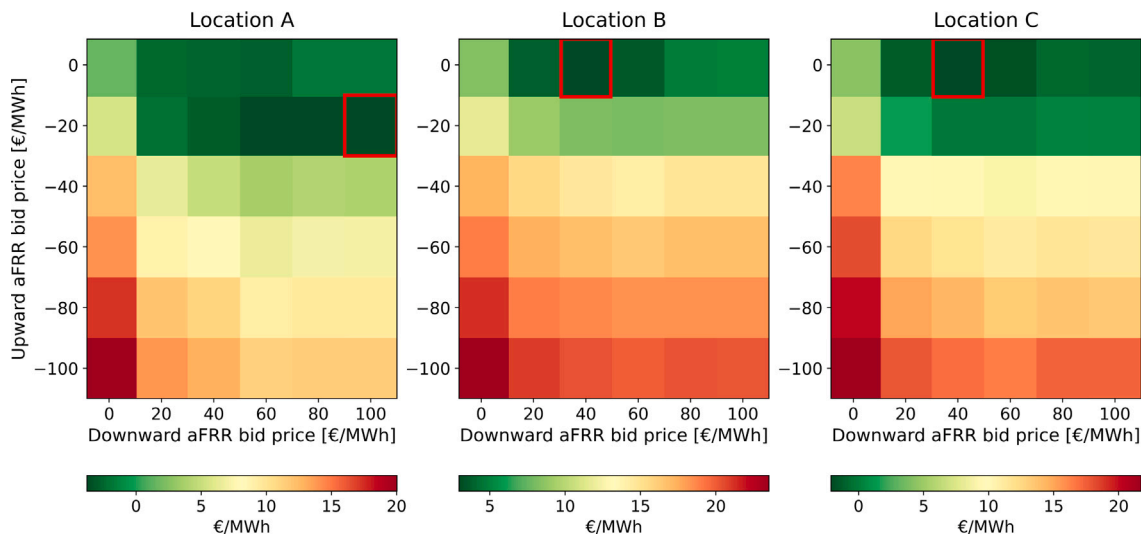 Location A
Location B
Location C
Upward aFRR bid price [€/MWh]
0
−20
−40
−60
−80
−100
0
−20
−40
−60
−80
−100
0
−20
−40
−60
−80
−100
0 20 40 60 80 100
0 20 40 60 80 100
0 20 40 60 80 100
Downward aFRR bid price [€/MWh]
Downward aFRR bid price [€/MWh]
Downward aFRR bid price [€/MWh]
0 5 10 15 20
5 10 15 20
0 5 10 15 20
€/MWh
€/MWh
€/MWh